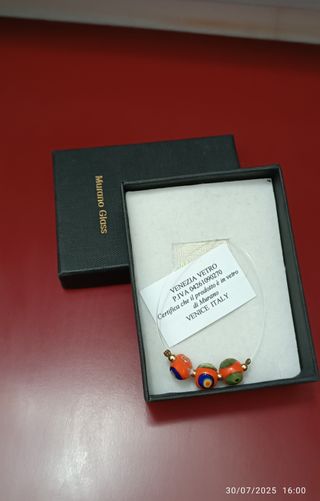 Murano Glass
VENEZIA VETRO
P.IVA 04261090270
Certifica che il prodotto è in vetro
di Murano
VENICE ITALY
30/07/2025 16:00